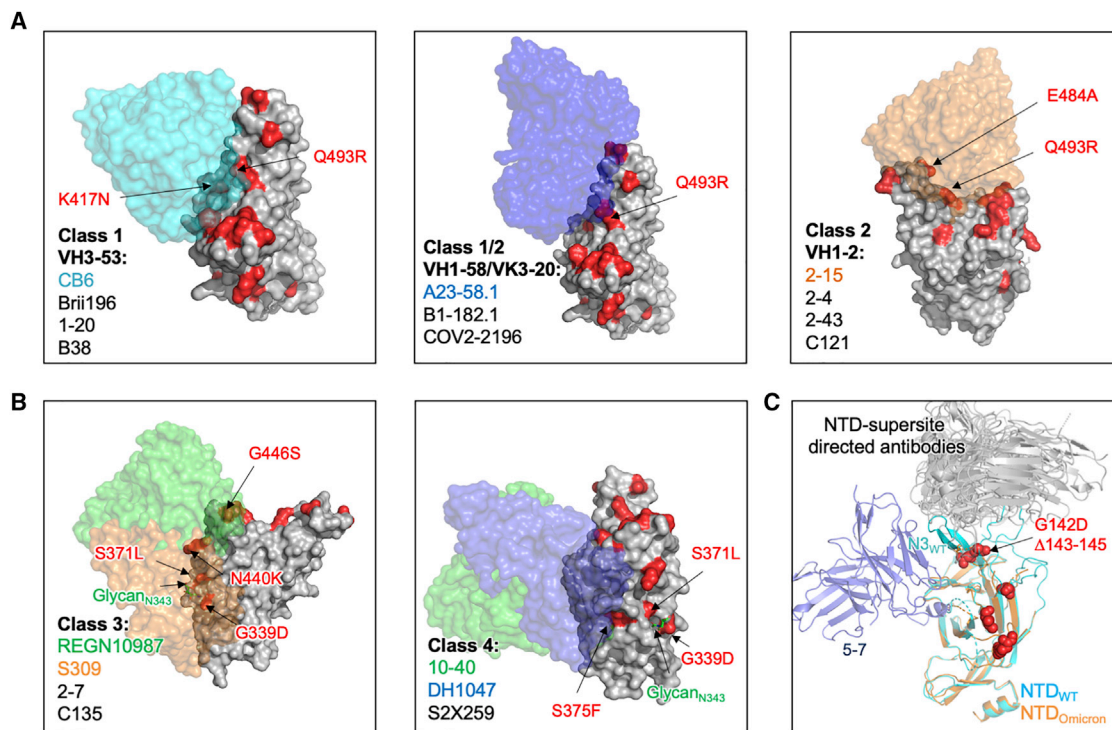 A
Q493R
K417N
Class 1
VH3-53:
CB6
Brii196
1-20
B38
Q493R
Class 1/2
VH1-58/VK3-20:
A23-58.1
B1-182.1
COV2-2196
E484A
Q493R
Class 2
VH1-2:
2-15
2-4
2-43
C121
B
G446S
S371L
N440K
GlycanN343
G339D
Class 3:
REGN10987
S309
2-7
C135
S371L
G339D
GlycanN343
S375F
Class 4:
10-40
DH1047
S2X259
C
NTD-supersite
directed antibodies
G142D
Δ143-145
N3WT
5-7
NTDWT
NTDOmicron